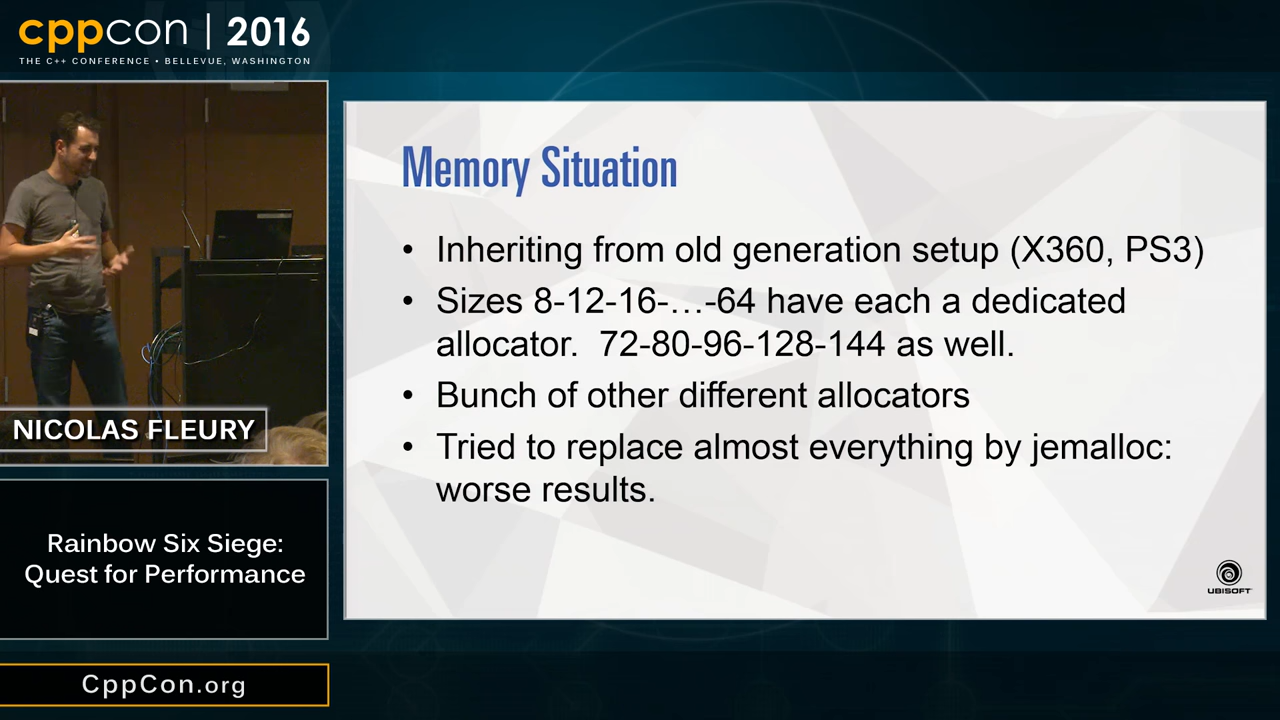 cppcon | 2016
THE C++ CONFERENCE • BELLEVUE, WASHINGTON
NICOLAS FLEURY
Rainbow Six Siege:
Quest for Performance
CppCon.org
Memory Situation
• Inheriting from old generation setup (X360, PS3)
• Sizes 8-12-16-…-64 have each a dedicated
allocator. 72-80-96-128-144 as well.
• Bunch of other different allocators
• Tried to replace almost everything by jemalloc:
worse results.
UBISOFT